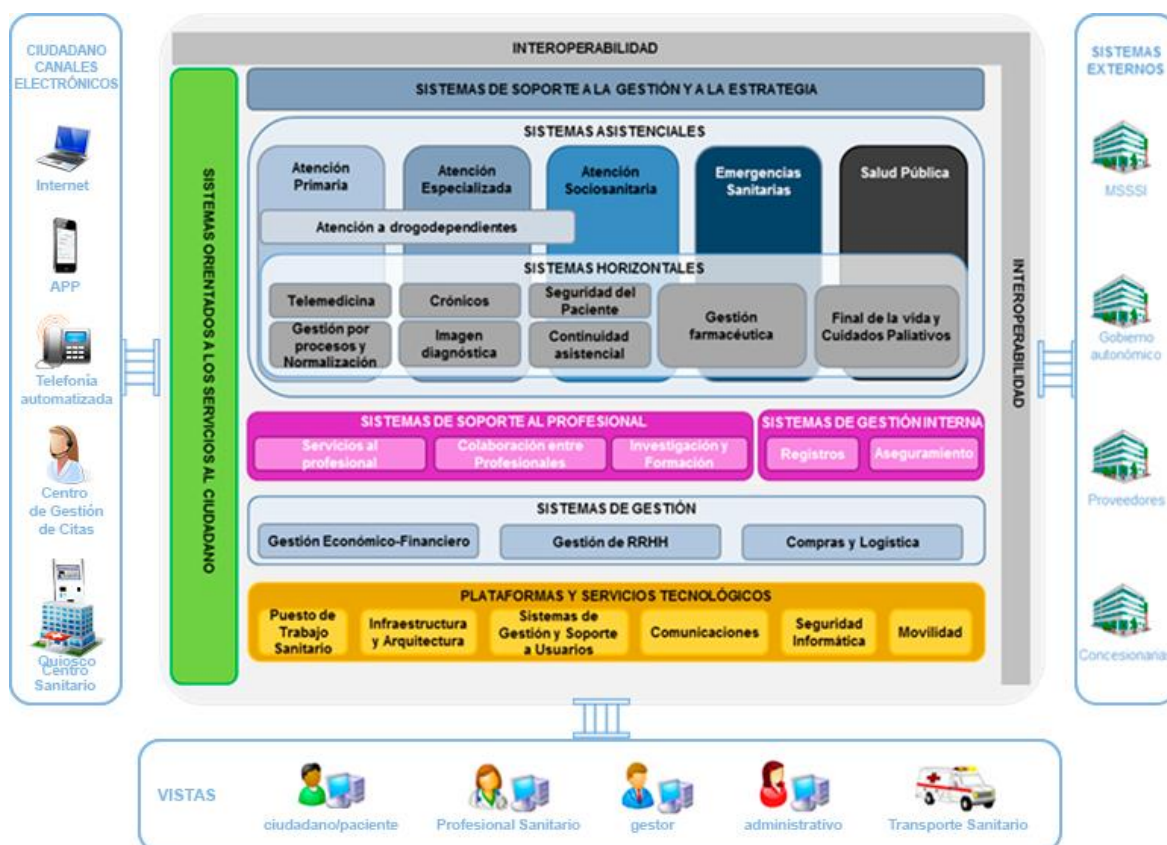 CIUDADANO
CANALES
ELECTRÓNICOS
Internet
APP
Telefonía
automatizada
Centro
de Gestión
de Citas
Quiosco
Centro
Sanitario
INTEROPERABILIDAD
SISTEMAS ORIENTADOS A LOS SERVICIOS AL CIUDADANO
SISTEMAS DE SOPORTE A LA GESTIÓN Y A LA ESTRATEGIA
SISTEMAS ASISTENCIALES
Atención
Primaria
Atención
Especializada
Atención
Sociosanitaria
Emergencias
Sanitarias
Salud Pública
Atención a drogodependientes
SISTEMAS HORIZONTALES
Telemedicina
Crónicos
Seguridad del
Paciente
Gestión por
procesos y
Normalización
Imagen
diagnóstica
Continuidad
asistencial
Gestión
farmacéutica
Final de la vida y
Cuidados Paliativos
SISTEMAS DE SOPORTE AL PROFESIONAL
Servicios al
profesional
Colaboración entre
Profesionales
Investigación y
Formación
SISTEMAS DE GESTIÓN INTERNA
Registros
Aseguramiento
SISTEMAS DE GESTIÓN
Gestión Económico-Financiero
Gestión de RRHH
Compras y Logística
PLATAFORMAS Y SERVICIOS TECNOLÓGICOS
Puesto de
Trabajo
Sanitario
Infraestructura
y Arquitectura
Sistemas de
Gestión y Soporte
a Usuarios
Comunicaciones
Seguridad
Informática
Movilidad
INTEROPERABILIDAD
SISTEMAS
EXTERNOS
MSSSI
Gobierno
autonómico
Proveedores
Concesionarias
VISTAS
ciudadano/paciente
Profesional Sanitario
gestor
administrativo
Transporte Sanitario